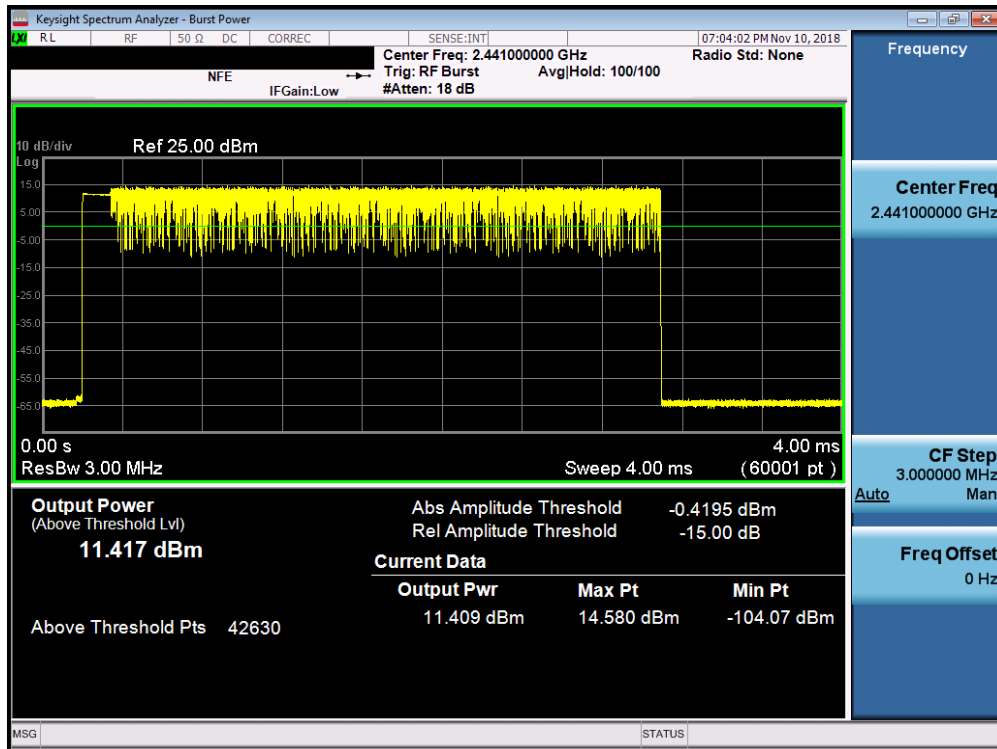 Keysight Spectrum Analyzer - Burst Power
LXI RL RF 50 Ω DC CORREC SENSE:INT 07:04:02 PM Nov 10, 2018
Center Freq: 2.441000000 GHz Radio Std: None
NFE Trig: RF Burst Avg|Hold: 100/100
IFGain:Low #Atten: 18 dB
Frequency
10 dB/div Ref 25.00 dBm
Log
15.0
5.00
-5.00
-15.0
-25.0
-35.0
-45.0
-55.0
-65.0
0.00 s 4.00 ms
ResBw 3.00 MHz Sweep 4.00 ms (60001 pt)
Center Freq
2.441000000 GHz
CF Step
3.000000 MHz
Auto Man
Freq Offset
0 Hz
Output Power
(Above Threshold Lvl)
11.417 dBm
Above Threshold Pts 42630
Abs Amplitude Threshold -0.4195 dBm
Rel Amplitude Threshold -15.00 dB
Current Data
Output Pwr Max Pt Min Pt
11.409 dBm 14.580 dBm -104.07 dBm
MSG STATUS